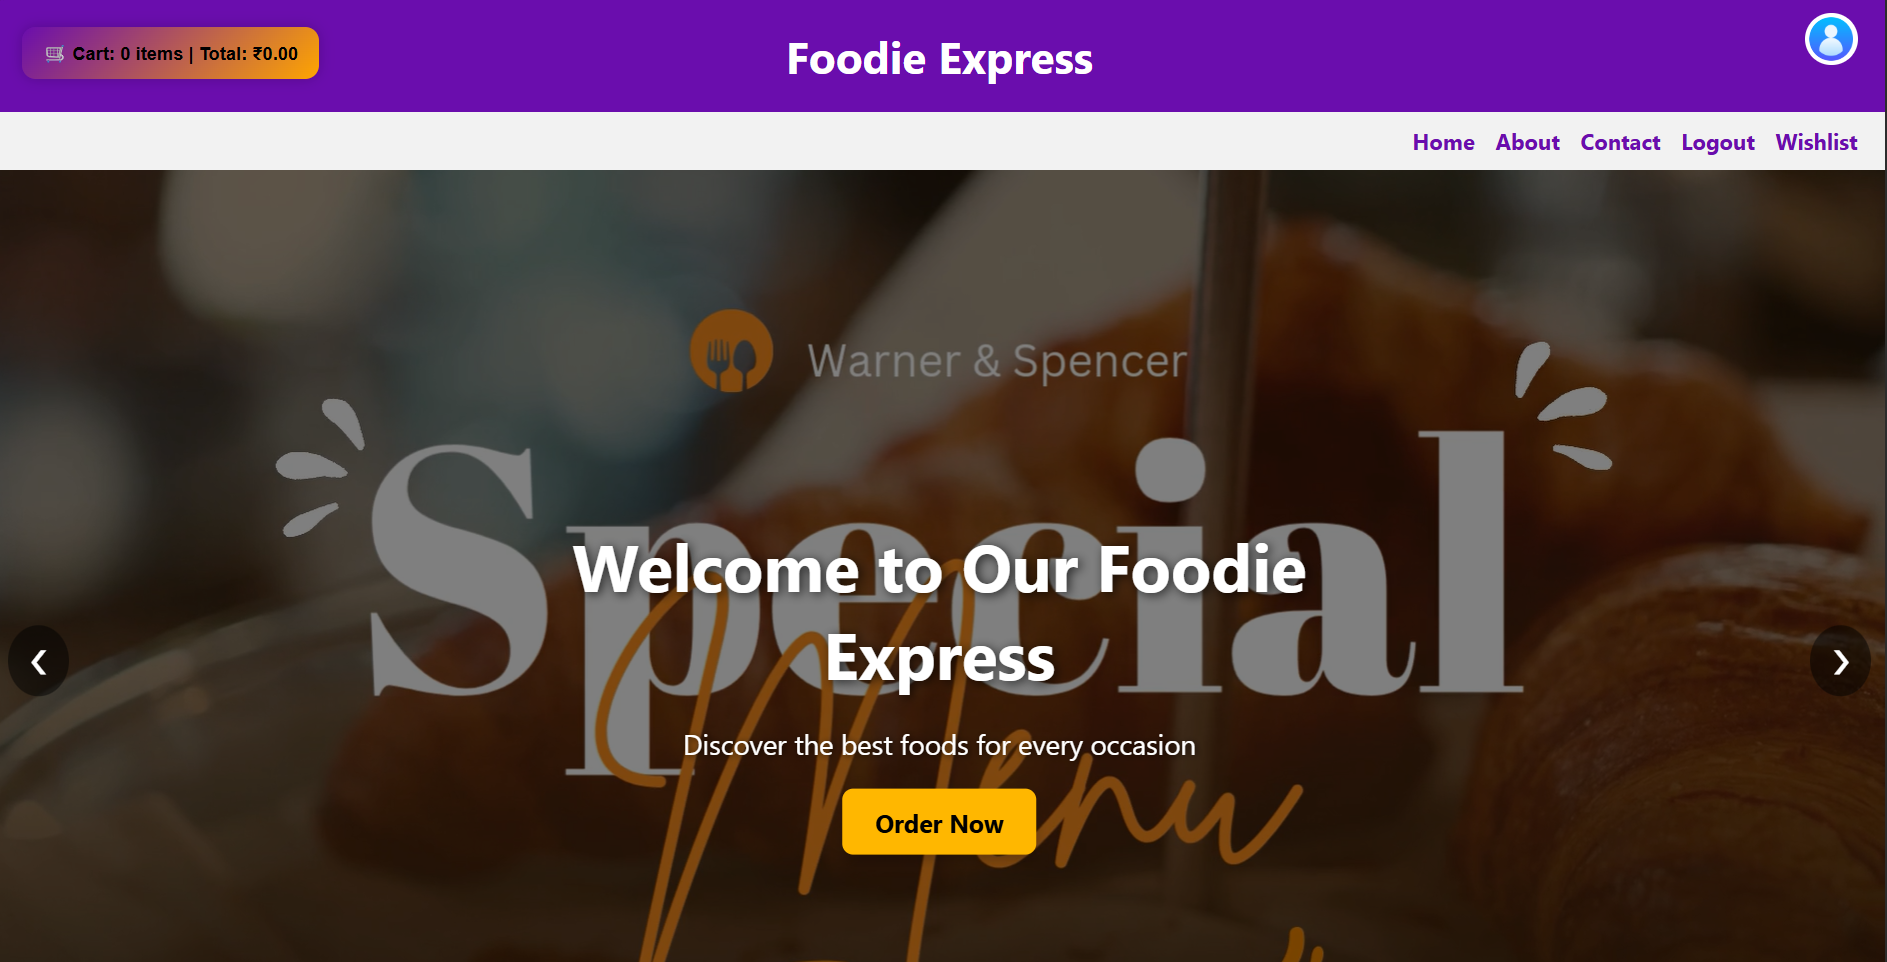 🛒 Cart: 0 items | Total: ₹0.00
Foodie Express
Home About Contact Logout Wishlist
Warner & Spencer
Special
Menu
Welcome to Our Foodie
Express
Discover the best foods for every occasion
Order Now